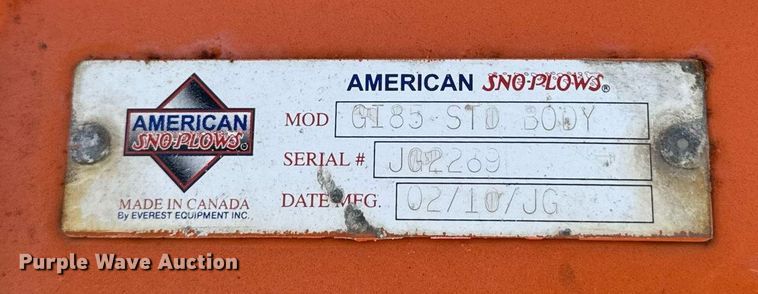 AMERICAN SNO-PLOWS®
AMERICAN
SNO-PLOWS®
MOD GI85 STD BODY
SERIAL # JG2269
MADE IN CANADA
By EVEREST EQUIPMENT INC.
DATE MFG. 02/10/JG
Purple Wave Auction